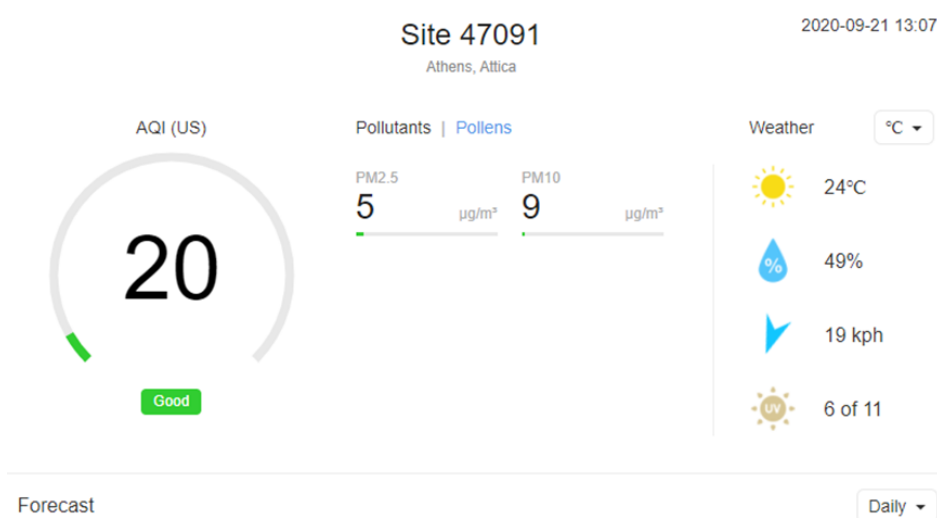 Site 47091
2020-09-21 13:07
Athens, Attica
AQI (US)
20
Good
Pollutants | Pollens
PM2.5
5 µg/m³
PM10
9 µg/m³
Weather
°C
24°C
%
49%
19 kph
UV
6 of 11
Forecast
Daily